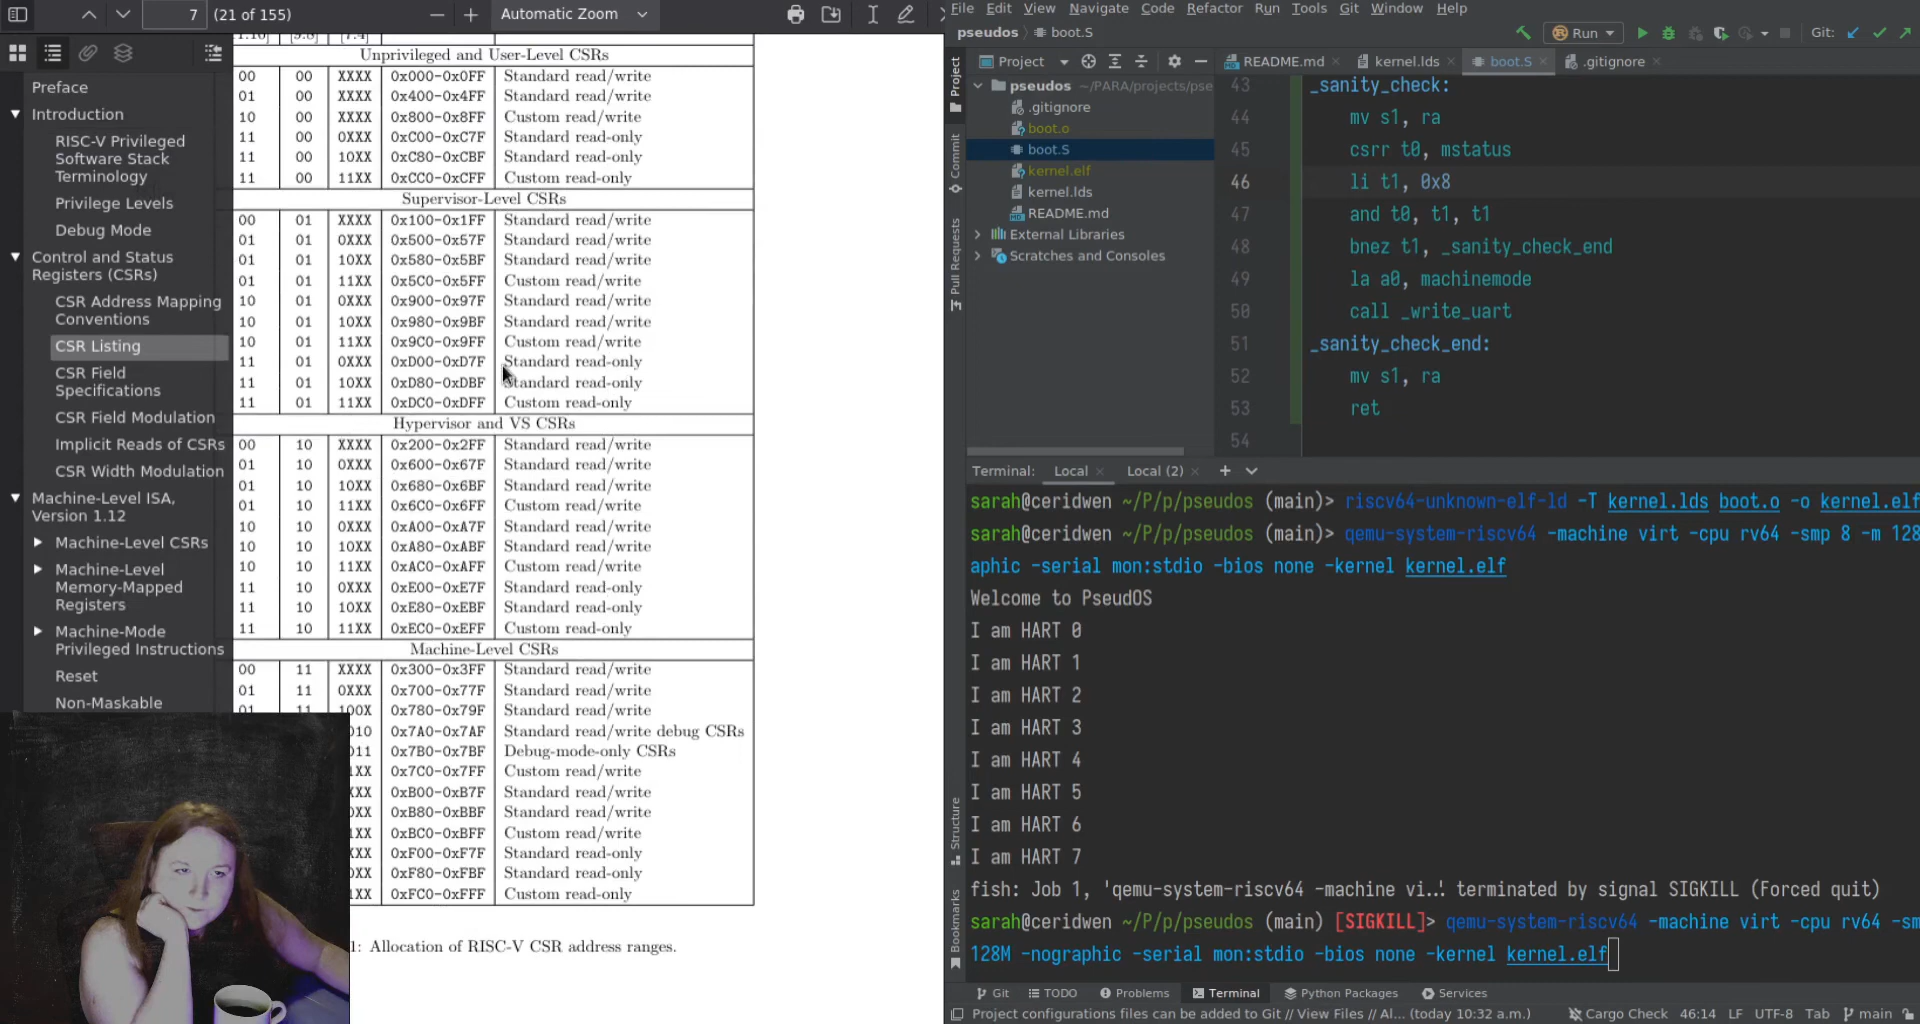 7 (21 of 155) Automatic Zoom
Preface
Introduction
RISC-V Privileged
Software Stack
Terminology
Privilege Levels
Debug Mode
Control and Status
Registers (CSRs)
CSR Address Mapping
Conventions
CSR Listing
CSR Field
Specifications
CSR Field Modulation
Implicit Reads of CSRs
CSR Width Modulation
Machine-Level ISA,
Version 1.12
Machine-Level CSRs
Machine-Level
Memory-Mapped
Registers
Machine-Mode
Privileged Instructions
Reset
Non-Maskable
Unprivileged and User-Level CSRs
00 00 XXXX 0x000-0x0FF Standard read/write
01 00 XXXX 0x400-0x4FF Standard read/write
10 00 XXXX 0x800-0x8FF Custom read/write
11 00 0XXX 0xC00-0xC7F Standard read-only
11 00 10XX 0xC80-0xCBF Standard read-only
11 00 11XX 0xCC0-0xCFF Custom read-only
Supervisor-Level CSRs
00 01 XXXX 0x100-0x1FF Standard read/write
01 01 0XXX 0x500-0x57F Standard read/write
01 01 10XX 0x580-0x5BF Standard read/write
01 01 11XX 0x5C0-0x5FF Custom read/write
10 01 0XXX 0x900-0x97F Standard read/write
10 01 10XX 0x980-0x9BF Standard read/write
10 01 11XX 0x9C0-0x9FF Custom read/write
11 01 0XXX 0xD00-0xD7F Standard read-only
11 01 10XX 0xD80-0xDBF Standard read-only
11 01 11XX 0xDC0-0xDFF Custom read-only
Hypervisor and VS CSRs
00 10 XXXX 0x200-0x2FF Standard read/write
01 10 0XXX 0x600-0x67F Standard read/write
01 10 10XX 0x680-0x6BF Standard read/write
01 10 11XX 0x6C0-0x6FF Custom read/write
10 10 0XXX 0xA00-0xA7F Standard read/write
10 10 10XX 0xA80-0xABF Standard read/write
10 10 11XX 0xAC0-0xAFF Custom read/write
11 10 0XXX 0xE00-0xE7F Standard read-only
11 10 10XX 0xE80-0xEBF Standard read-only
11 10 11XX 0xEC0-0xEFF Custom read-only
Machine-Level CSRs
00 11 XXXX 0x300-0x3FF Standard read/write
01 11 0XXX 0x700-0x77F Standard read/write
01 11 100X 0x780-0x79F Standard read/write
010 0x7A0-0x7AF Standard read/write debug CSRs
011 0x7B0-0x7BF Debug-mode-only CSRs
1XX 0x7C0-0x7FF Custom read/write
XXX 0xB00-0xB7F Standard read/write
0XX 0xB80-0xBBF Standard read/write
1XX 0xBC0-0xBFF Custom read/write
XXX 0xF00-0xF7F Standard read-only
0XX 0xF80-0xFBF Standard read-only
1XX 0xFC0-0xFFF Custom read-only
1: Allocation of RISC-V CSR address ranges.
File Edit View Navigate Code Refactor Run Tools Git Window Help
pseudos boot.S Run Git:
Project README.md kernel.lds boot.S .gitignore
Project
Commit
Pull Requests
Structure
Bookmarks
pseudos ~/PARA/projects/pse
.gitignore
boot.o
boot.S
kernel.elf
kernel.lds
README.md
External Libraries
Scratches and Consoles
43 _sanity_check:
44 mv s1, ra
45 csrr t0, mstatus
46 li t1, 0x8
47 and t0, t1, t1
48 bnez t1, _sanity_check_end
49 la a0, machinemode
50 call _write_uart
51 _sanity_check_end:
52 mv s1, ra
53 ret
54
Terminal: Local Local (2)
sarah@ceridwen ~/P/p/pseudos (main)> riscv64-unknown-elf-ld -T kernel.lds boot.o -o kernel.elf
sarah@ceridwen ~/P/p/pseudos (main)> qemu-system-riscv64 -machine virt -cpu rv64 -smp 8 -m 128
aphic -serial mon:stdio -bios none -kernel kernel.elf
Welcome to PseudOS
I am HART 0
I am HART 1
I am HART 2
I am HART 3
I am HART 4
I am HART 5
I am HART 6
I am HART 7
fish: Job 1, 'qemu-system-riscv64 -machine vi…' terminated by signal SIGKILL (Forced quit)
sarah@ceridwen ~/P/p/pseudos (main) [SIGKILL]> qemu-system-riscv64 -machine virt -cpu rv64 -sm
128M -nographic -serial mon:stdio -bios none -kernel kernel.elf
Git TODO Problems Terminal Python Packages Services
Project configurations files can be added to Git // View Files // Al... (today 10:32 a.m.) Cargo Check 46:14 LF UTF-8 Tab main